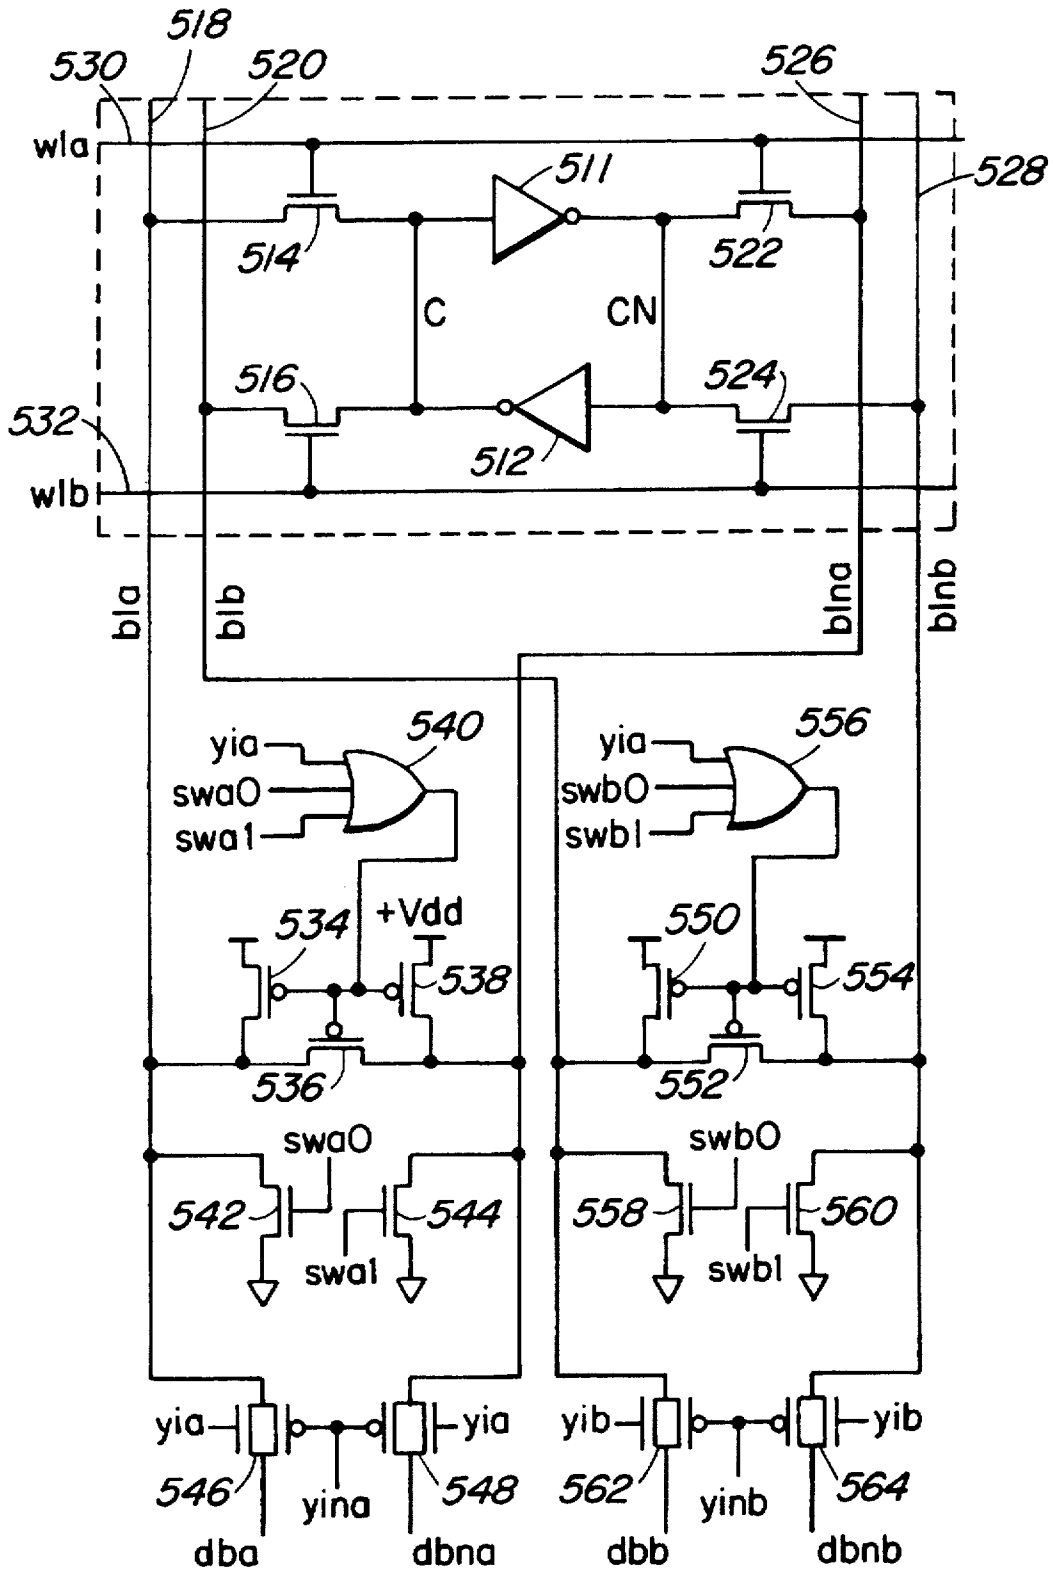 518
530
520
526
wla
511
528
514
522
C
CN
516
524
532
512
wlb
bla
blb
blna
blnb
yia
540
yia
556
swa0
swb0
swa1
swb1
534
+Vdd
550
538
554
536
552
swa0
swb0
542
544
558
560
swa1
swb1
yia
yia
yib
yib
546
yina
548
562
yinb
564
dba
dbna
dbb
dbnb